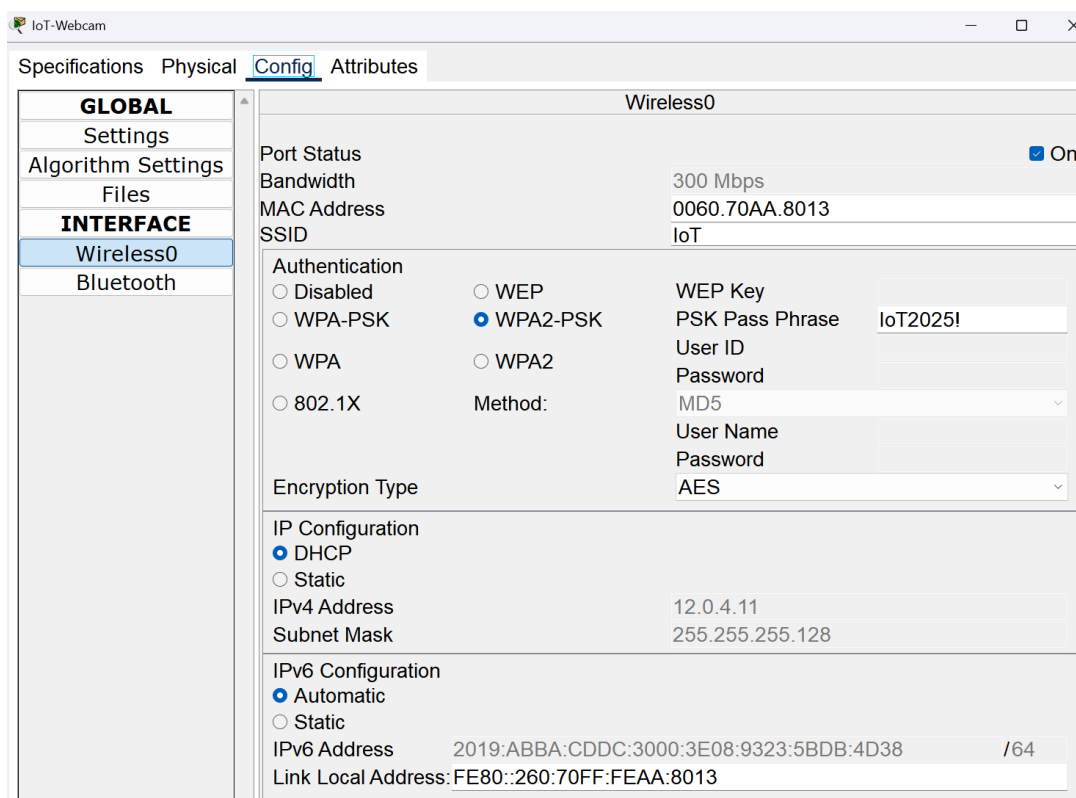 IoT-Webcam
Specifications Physical Config Attributes
GLOBAL
Settings
Algorithm Settings
Files
INTERFACE
Wireless0
Bluetooth
Wireless0
Port Status On
Bandwidth 300 Mbps
MAC Address 0060.70AA.8013
SSID IoT
Authentication
Disabled WEP WEP Key
WPA-PSK WPA2-PSK PSK Pass Phrase IoT2025!
User ID
WPA WPA2
Password
802.1X Method: MD5
User Name
Password
Encryption Type AES
IP Configuration
DHCP
Static
IPv4 Address 12.0.4.11
Subnet Mask 255.255.255.128
IPv6 Configuration
Automatic
Static
IPv6 Address 2019:ABBA:CDDC:3000:3E08:9323:5BDB:4D38 /64
Link Local Address: FE80::260:70FF:FEAA:8013